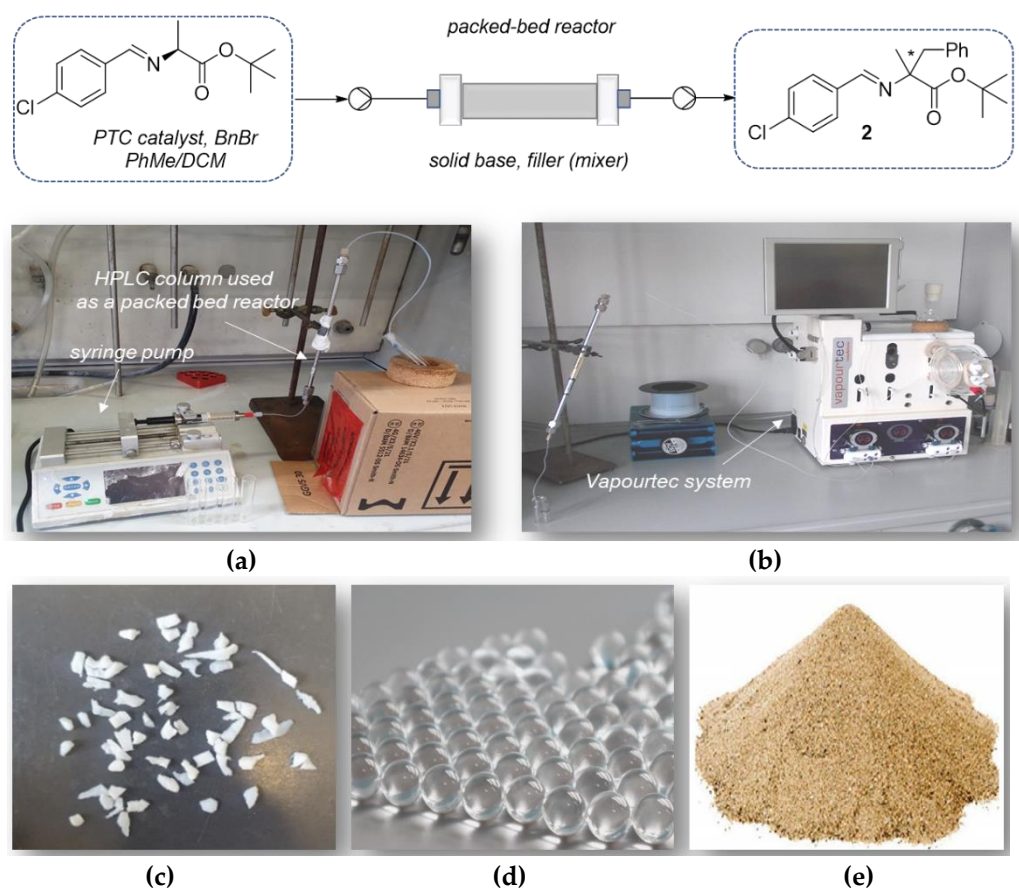 packed-bed reactor
N
O
O
Cl
PTC catalyst, BnBr
PhMe/DCM
solid base, filler (mixer)
* Ph
N
O
O
Cl
2
HPLC column used
as a packed bed reactor
syringe pump
vapourtec
Vapourtec system
(a)
(b)
(c)
(d)
(e)